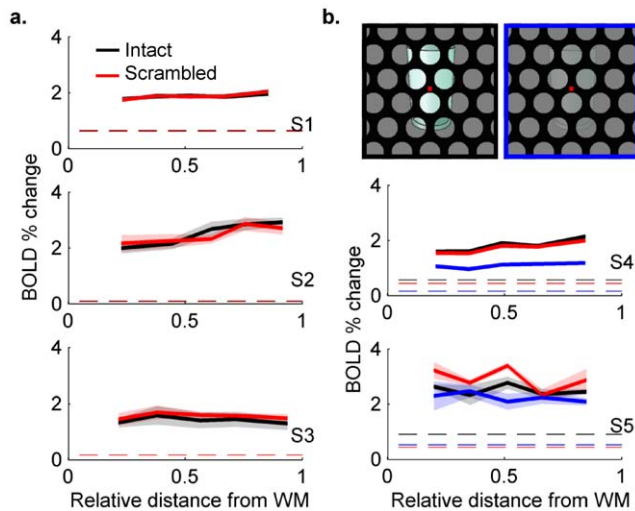 a.
Intact
Scrambled
BOLD % change
4
2
0
S1
0 0.5 1
4
2
0
S2
0 0.5 1
4
2
0
S3
0 0.5 1
Relative distance from WM
b.
BOLD % change
4
2
0
S4
0 0.5 1
4
2
0
S5
0 0.5 1
Relative distance from WM